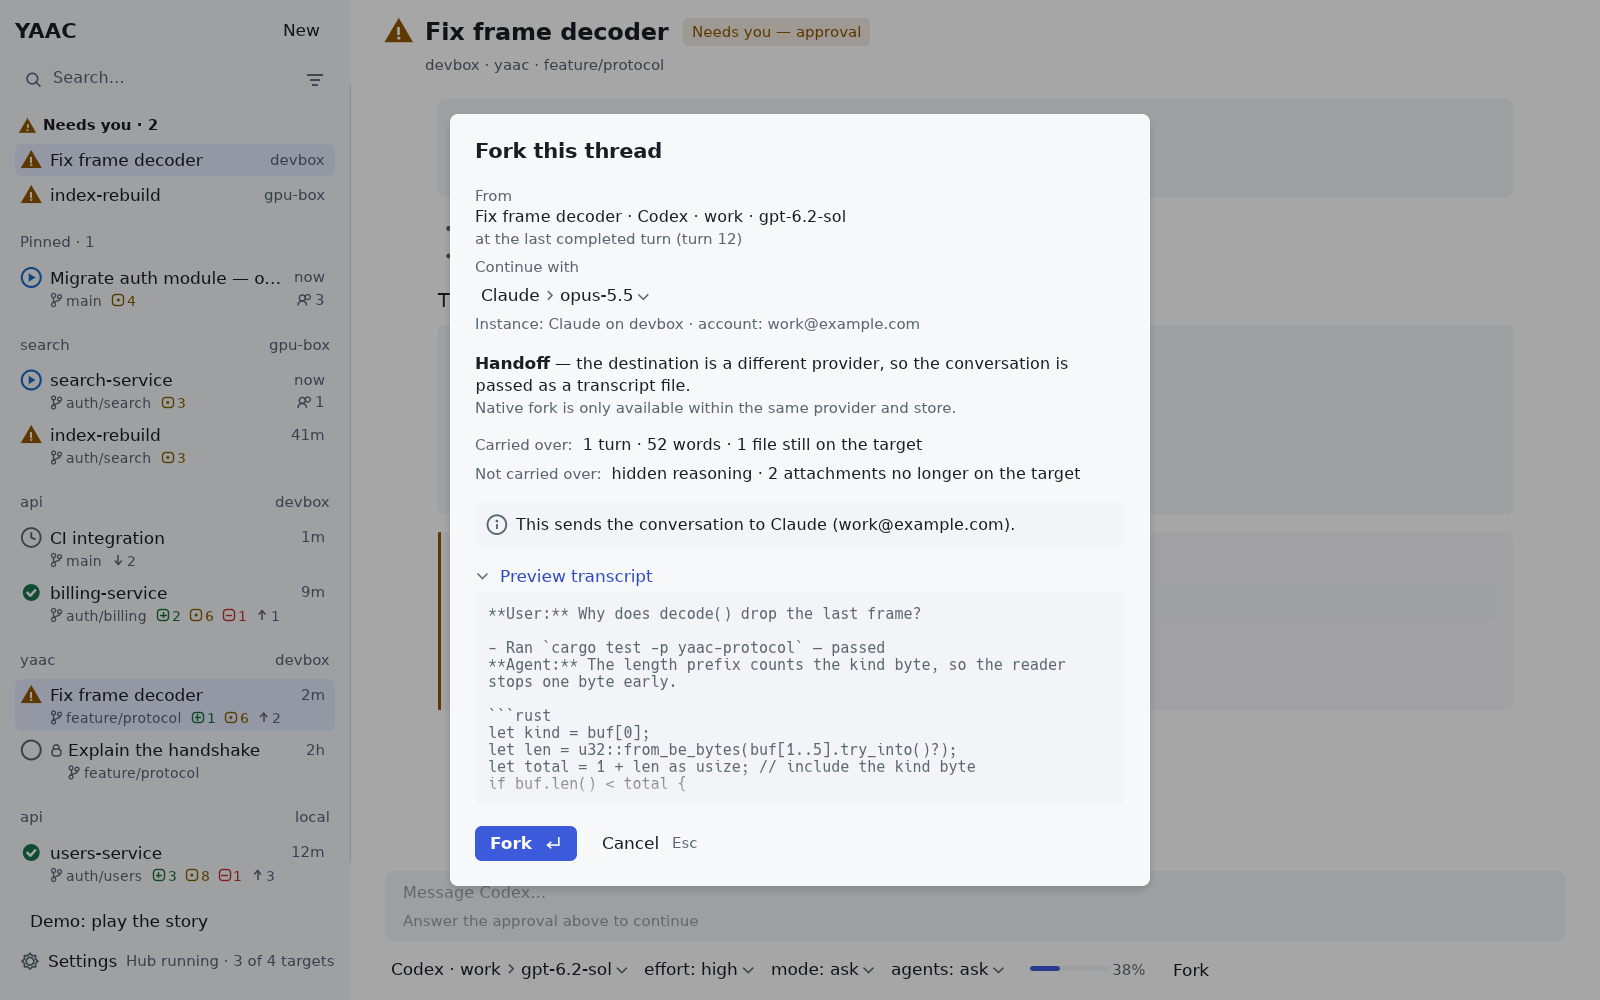 YAAC
New
Search…
Needs you · 2
Fix frame decoder devbox
index-rebuild gpu-box
Pinned · 1
Migrate auth module — o… now
main 4 3
search gpu-box
search-service now
auth/search 3 1
index-rebuild 41m
auth/search 3
api devbox
CI integration 1m
main 2
billing-service 9m
auth/billing 2 6 1 1
yaac devbox
Fix frame decoder 2m
feature/protocol 1 6 2
Explain the handshake 2h
feature/protocol
api local
users-service 12m
auth/users 3 8 1 3
Demo: play the story
Settings Hub running · 3 of 4 targets
Fix frame decoder Needs you — approval
devbox · yaac · feature/protocol
T
Fork this thread
From
Fix frame decoder · Codex · work · gpt-6.2-sol
at the last completed turn (turn 12)
Continue with
Claude › opus-5.5
Instance: Claude on devbox · account: work@example.com
Handoff — the destination is a different provider, so the conversation is
passed as a transcript file.
Native fork is only available within the same provider and store.
Carried over: 1 turn · 52 words · 1 file still on the target
Not carried over: hidden reasoning · 2 attachments no longer on the target
This sends the conversation to Claude (work@example.com).
Preview transcript
**User:** Why does decode() drop the last frame?
- Ran `cargo test -p yaac-protocol` — passed
**Agent:** The length prefix counts the kind byte, so the reader
stops one byte early.
```rust
let kind = buf[0];
let len = u32::from_be_bytes(buf[1..5].try_into()?);
let total = 1 + len as usize; // include the kind byte
if buf.len() < total {
Fork
Cancel Esc
Message Codex…
Answer the approval above to continue
Codex · work › gpt-6.2-sol effort: high mode: ask agents: ask 38% Fork